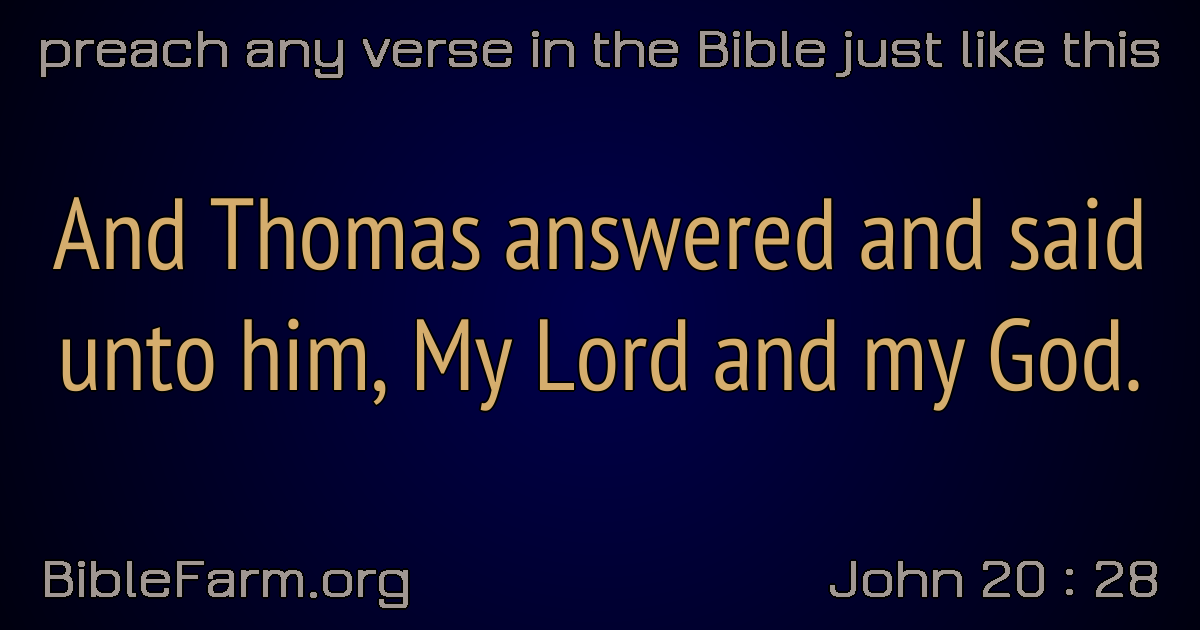 preach any verse in the Bible just like this
And Thomas answered and said
unto him, My Lord and my God.
BibleFarm.org
John 20 : 28